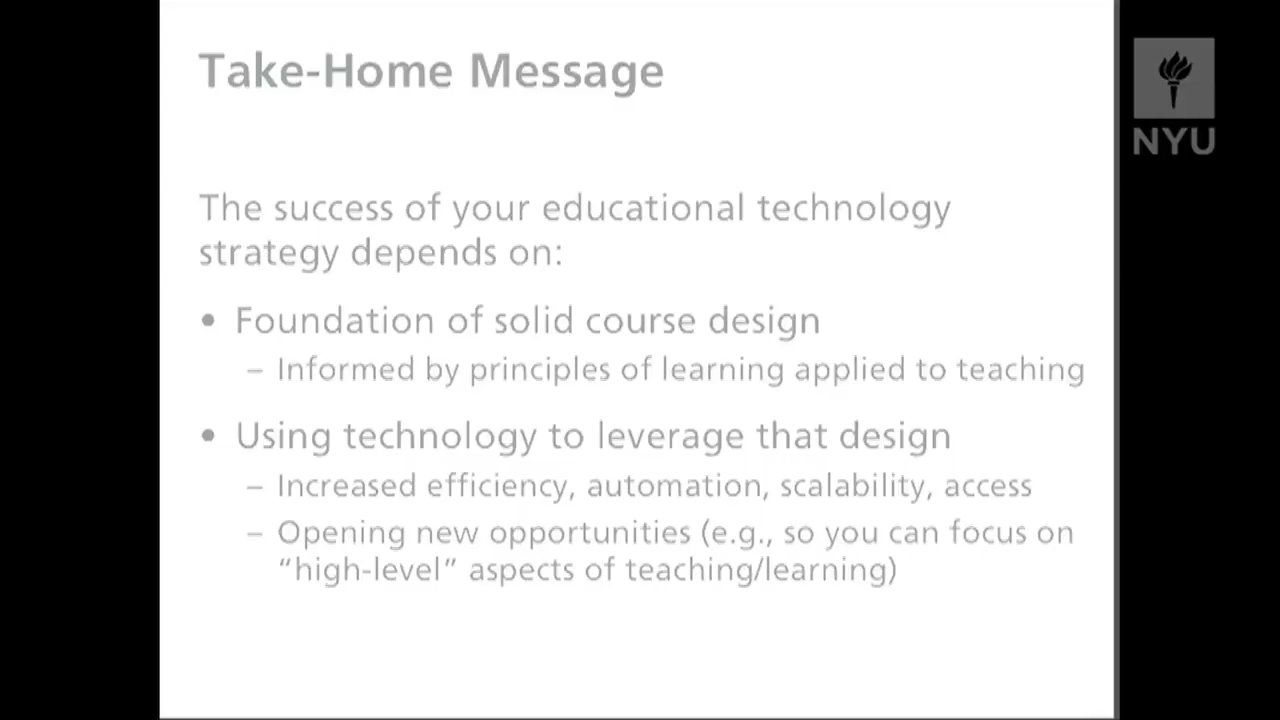 Take-Home Message
NYU
The success of your educational technology
strategy depends on:
• Foundation of solid course design
– Informed by principles of learning applied to teaching
• Using technology to leverage that design
– Increased efficiency, automation, scalability, access
– Opening new opportunities (e.g., so you can focus on
“high-level” aspects of teaching/learning)